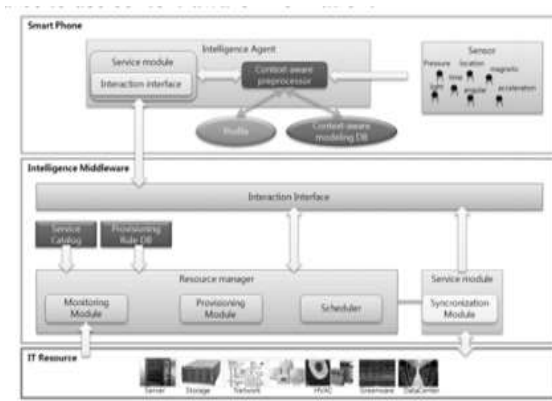 Smart Phone
Intelligence Agent
Service module
Interaction interface
Context-aware
preprocessor
Profile
Context-aware
modeling DB
Sensor
Pressure
location
magnetic
time
light
angular
acceleration
Intelligence Middleware
Interaction Interface
Service
Catalog
Provisioning
Rule DB
Resource manager
Monitoring
Module
Provisioning
Module
Scheduler
Service module
Syncronization
Module
IT Resource
Server
Storage
Network
HVAC
Greenware
DataCenter